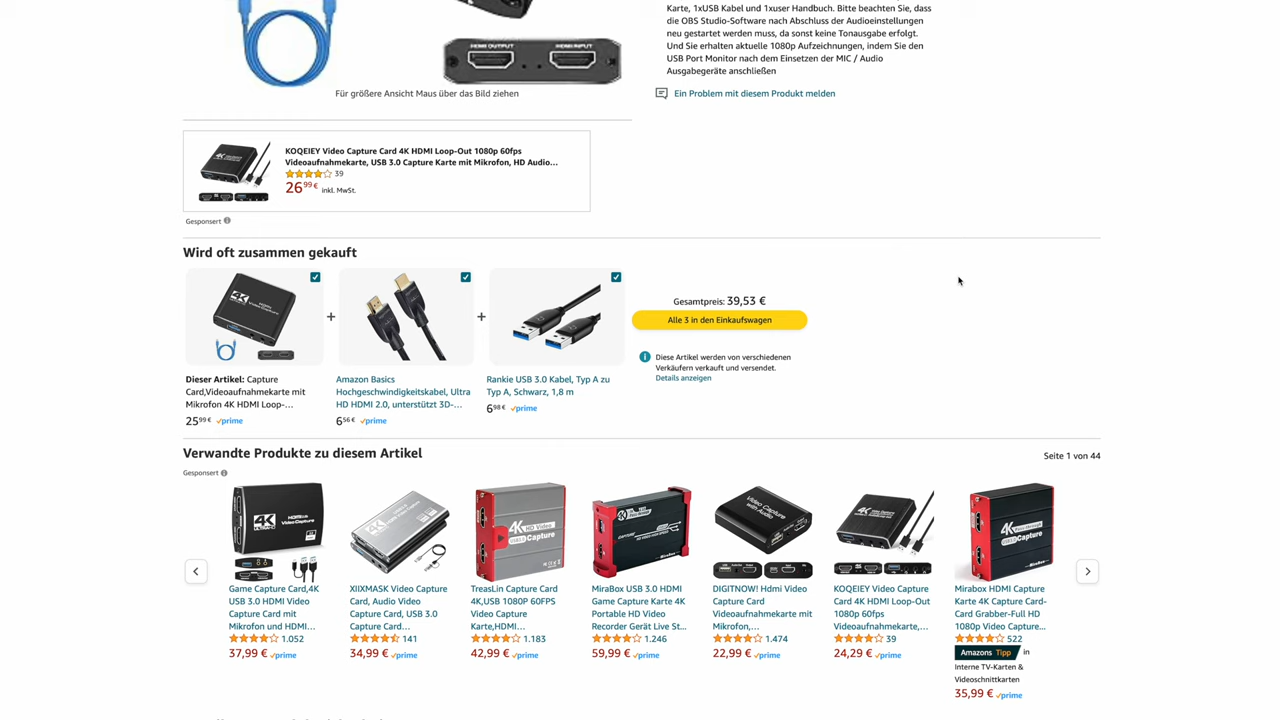 Karte, 1xUSB Kabel und 1xuser Handbuch. Bitte beachten Sie, dass
die OBS Studio-Software nach Abschluss der Audioeinstellungen
neu gestartet werden muss, da sonst keine Tonausgabe erfolgt.
Und Sie erhalten aktuelle 1080p Aufzeichnungen, indem Sie den
USB Port Monitor nach dem Einsetzen der MIC / Audio
Ausgabegeräte anschließen
HDMI OUTPUT
HDMI INPUT
Für größere Ansicht Maus über das Bild ziehen
Ein Problem mit diesem Produkt melden
KOQEIEY Video Capture Card 4K HDMI Loop-Out 1080p 60fps
Videoaufnahmekarte, USB 3.0 Capture Karte mit Mikrofon, HD Audio…
39
26⁹⁹ € inkl. MwSt.
Gesponsert
Wird oft zusammen gekauft
+
+
Gesamtpreis: 39,53 €
Alle 3 in den Einkaufswagen
Diese Artikel werden von verschiedenen
Verkäufern verkauft und versendet.
Details anzeigen
Dieser Artikel: Capture
Card,Videoaufnahmekarte mit
Mikrofon 4K HDMI Loop-…
25⁹⁹ € prime
Amazon Basics
Hochgeschwindigkeitskabel, Ultra
HD HDMI 2.0, unterstützt 3D-…
6⁵⁶ € prime
Rankie USB 3.0 Kabel, Typ A zu
Typ A, Schwarz, 1,8 m
6⁹⁸ € prime
Verwandte Produkte zu diesem Artikel
Seite 1 von 44
Gesponsert
Game Capture Card,4K
USB 3.0 HDMI Video
Capture Card mit
Mikrofon und HDMI…
1.052
37,99 € prime
XIIXMASK Video Capture
Card, Audio Video
Capture Card, USB 3.0
Capture Card…
141
34,99 € prime
TreasLin Capture Card
4K,USB 1080P 60FPS
Video Capture
Karte,HDMI…
1.183
42,99 € prime
MiraBox USB 3.0 HDMI
Game Capture Karte 4K
Portable HD Video
Recorder Gerät Live St…
1.246
59,99 € prime
DIGITNOW! Hdmi Video
Capture Card
Videoaufnahmekarte mit
Mikrofon,…
1.474
22,99 € prime
KOQEIEY Video Capture
Card 4K HDMI Loop-Out
1080p 60fps
Videoaufnahmekarte,…
39
24,29 € prime
Mirabox HDMI Capture
Karte 4K Capture Card-
Card Grabber-Full HD
1080p Video Capture…
522
Amazons Tipp in
Interne TV-Karten &
Videoschnittkarten
35,99 € prime